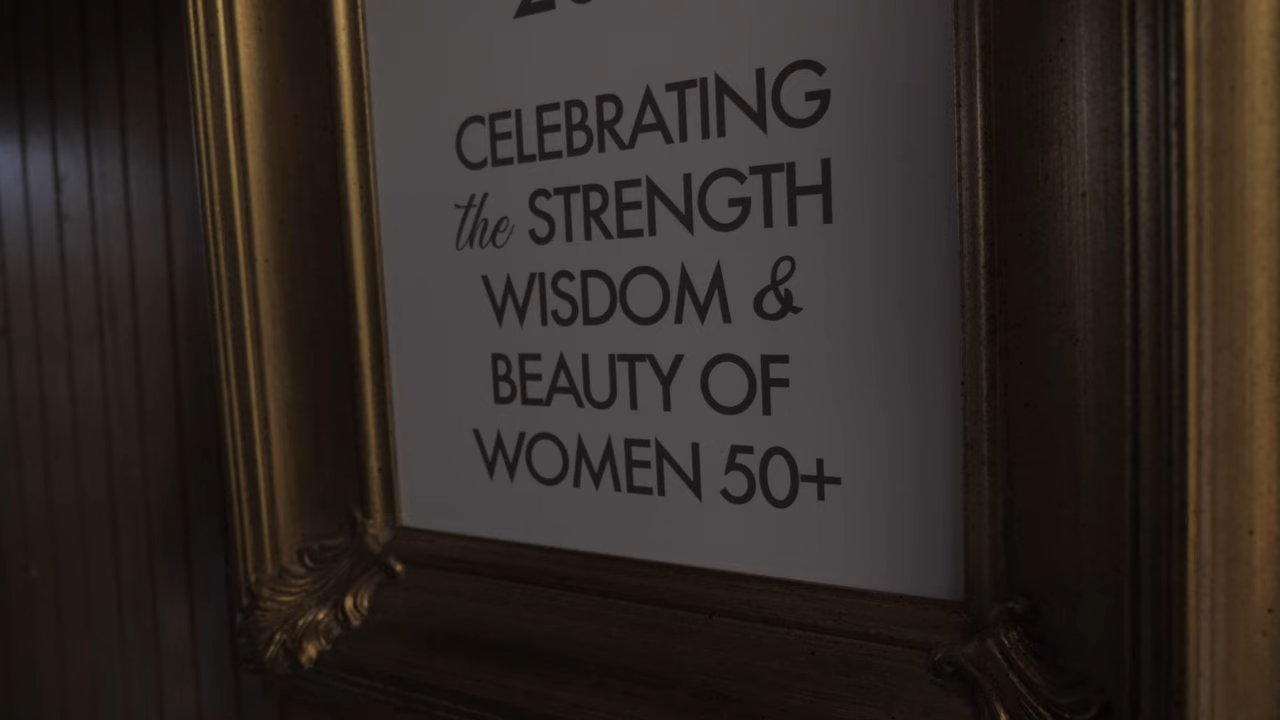 CELEBRATING
the STRENGTH
WISDOM &
BEAUTY OF
WOMEN 50+